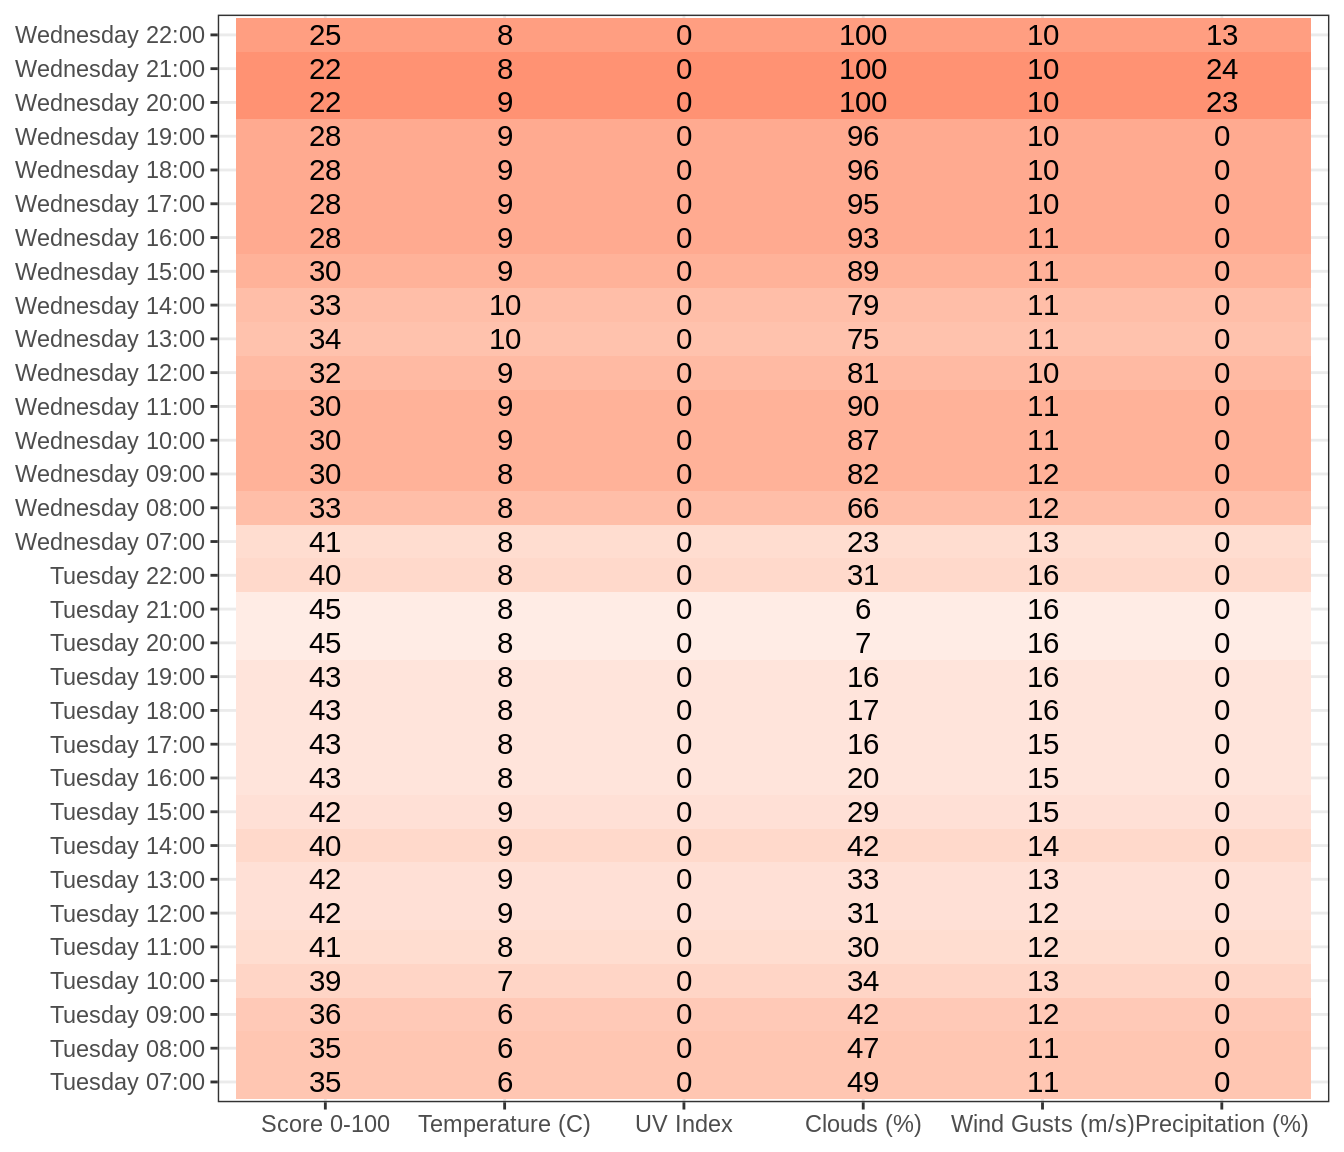 Wednesday 22:00 25 8 0 100 10 13
Wednesday 21:00 22 8 0 100 10 24
Wednesday 20:00 22 9 0 100 10 23
Wednesday 19:00 28 9 0 96 10 0
Wednesday 18:00 28 9 0 96 10 0
Wednesday 17:00 28 9 0 95 10 0
Wednesday 16:00 28 9 0 93 11 0
Wednesday 15:00 30 9 0 89 11 0
Wednesday 14:00 33 10 0 79 11 0
Wednesday 13:00 34 10 0 75 11 0
Wednesday 12:00 32 9 0 81 10 0
Wednesday 11:00 30 9 0 90 11 0
Wednesday 10:00 30 9 0 87 11 0
Wednesday 09:00 30 8 0 82 12 0
Wednesday 08:00 33 8 0 66 12 0
Wednesday 07:00 41 8 0 23 13 0
Tuesday 22:00 40 8 0 31 16 0
Tuesday 21:00 45 8 0 6 16 0
Tuesday 20:00 45 8 0 7 16 0
Tuesday 19:00 43 8 0 16 16 0
Tuesday 18:00 43 8 0 17 16 0
Tuesday 17:00 43 8 0 16 15 0
Tuesday 16:00 43 8 0 20 15 0
Tuesday 15:00 42 9 0 29 15 0
Tuesday 14:00 40 9 0 42 14 0
Tuesday 13:00 42 9 0 33 13 0
Tuesday 12:00 42 9 0 31 12 0
Tuesday 11:00 41 8 0 30 12 0
Tuesday 10:00 39 7 0 34 13 0
Tuesday 09:00 36 6 0 42 12 0
Tuesday 08:00 35 6 0 47 11 0
Tuesday 07:00 35 6 0 49 11 0
Score 0-100 Temperature (C) UV Index Clouds (%) Wind Gusts (m/s) Precipitation (%)